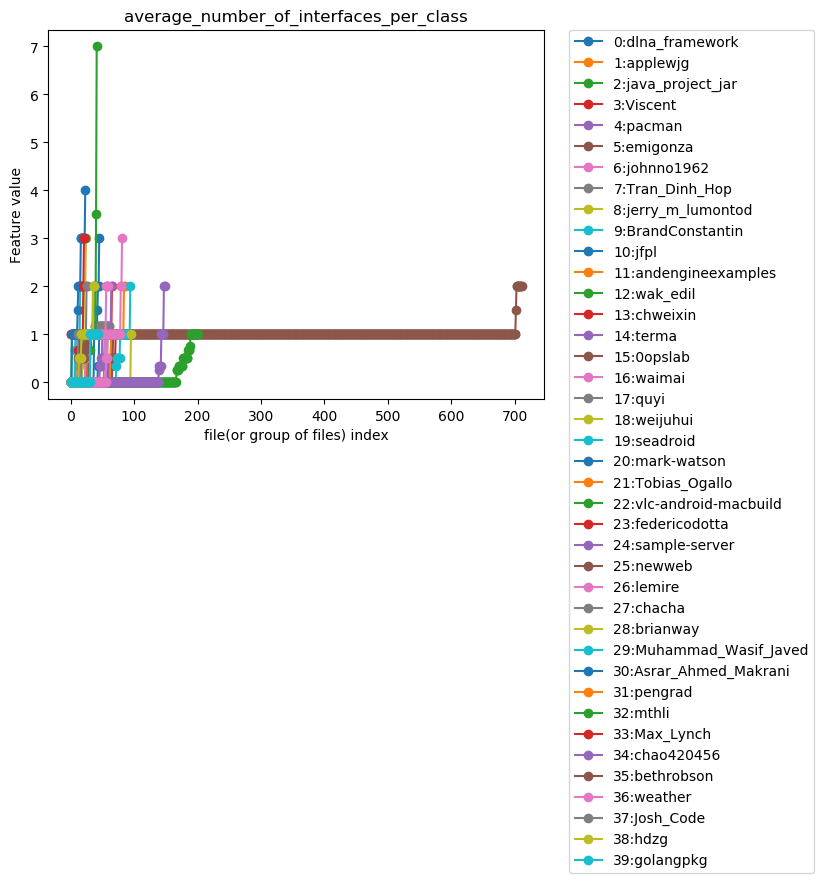 average_number_of_interfaces_per_class
Feature value
7
6
5
4
3
2
1
0
0 100 200 300 400 500 600 700
file(or group of files) index
0:dlna_framework
1:applewjg
2:java_project_jar
3:Viscent
4:pacman
5:emigonza
6:johnno1962
7:Tran_Dinh_Hop
8:jerry_m_lumontod
9:BrandConstantin
10:jfpl
11:andengineexamples
12:wak_edil
13:chweixin
14:terma
15:0opslab
16:waimai
17:quyi
18:weijuhui
19:seadroid
20:mark-watson
21:Tobias_Ogallo
22:vlc-android-macbuild
23:federicodotta
24:sample-server
25:newweb
26:lemire
27:chacha
28:brianway
29:Muhammad_Wasif_Javed
30:Asrar_Ahmed_Makrani
31:pengrad
32:mthli
33:Max_Lynch
34:chao420456
35:bethrobson
36:weather
37:Josh_Code
38:hdzg
39:golangpkg